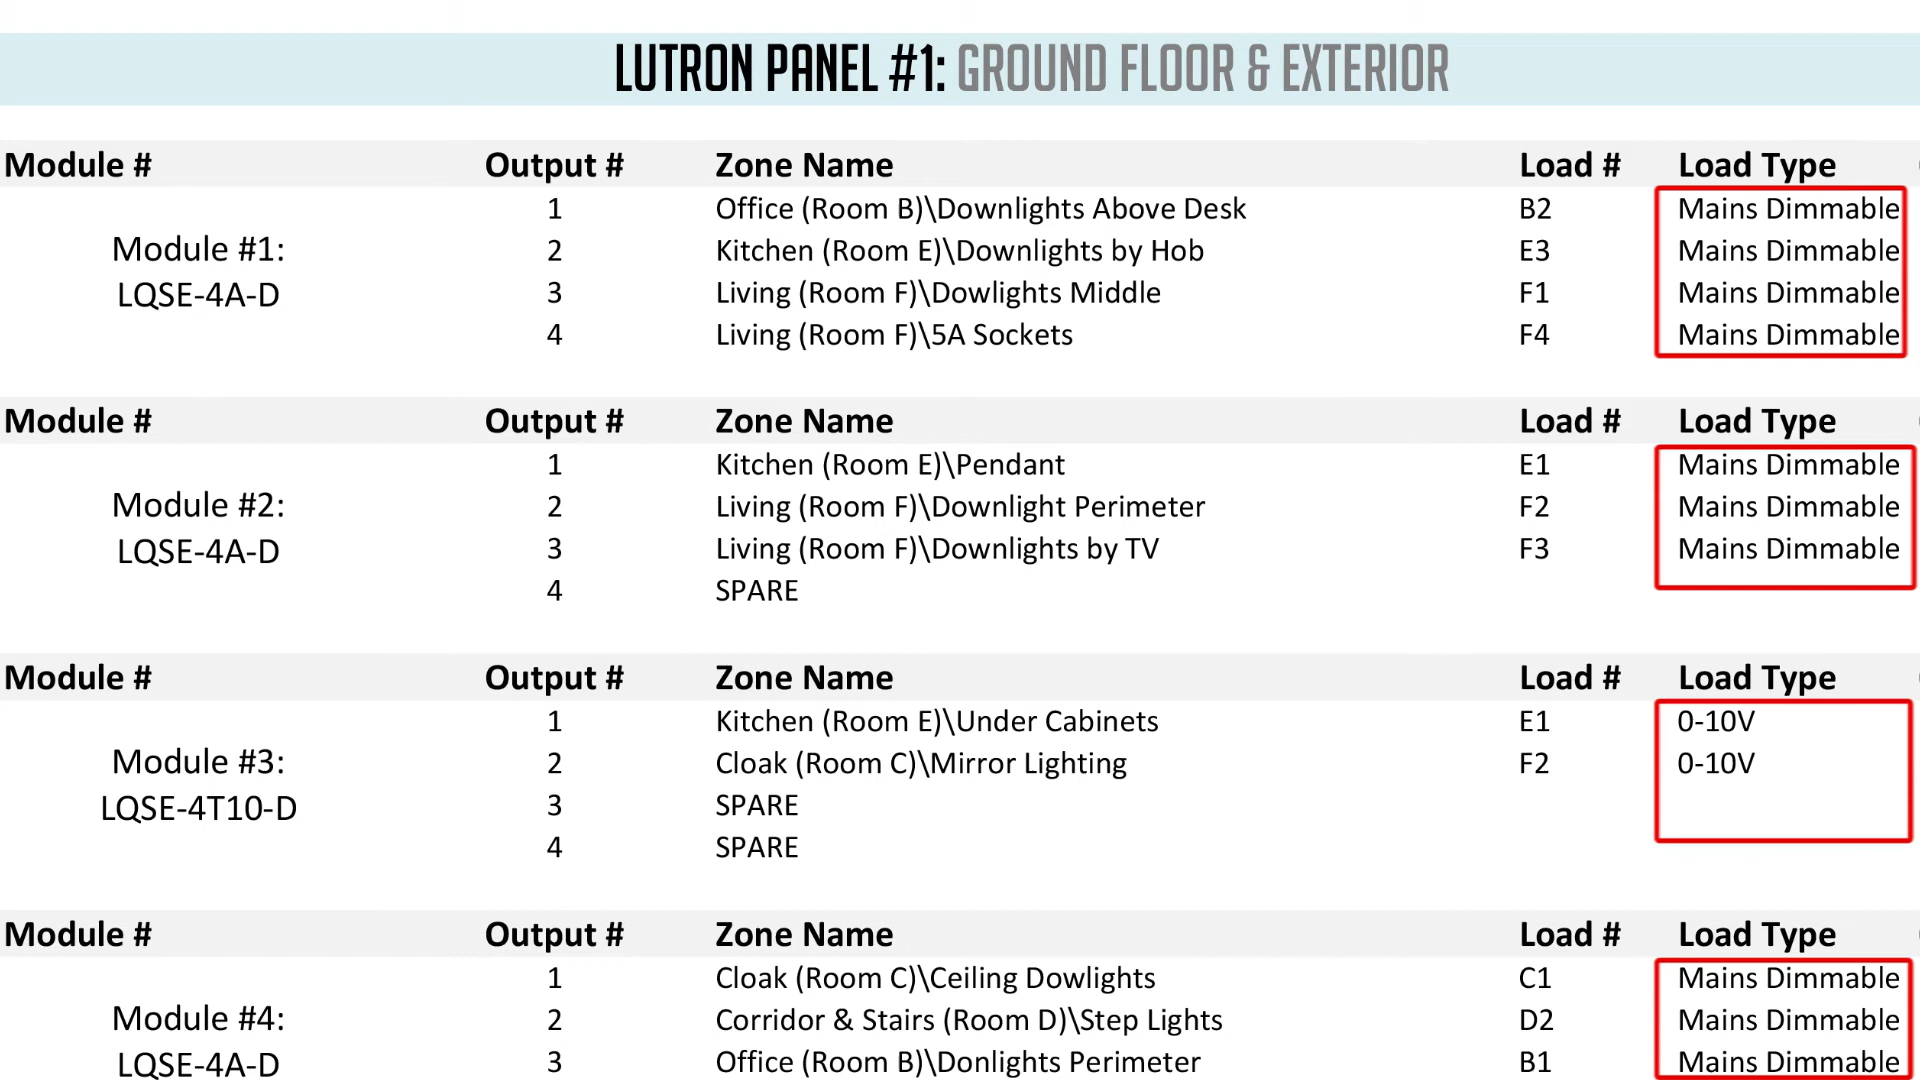 LUTRON PANEL #1: GROUND FLOOR & EXTERIOR
Module # Output # Zone Name Load # Load Type
1 Office (Room B)\Downlights Above Desk B2 Mains Dimmable
Module #1: 2 Kitchen (Room E)\Downlights by Hob E3 Mains Dimmable
LQSE-4A-D 3 Living (Room F)\Dowlights Middle F1 Mains Dimmable
4 Living (Room F)\5A Sockets F4 Mains Dimmable
Module # Output # Zone Name Load # Load Type
1 Kitchen (Room E)\Pendant E1 Mains Dimmable
Module #2: 2 Living (Room F)\Downlight Perimeter F2 Mains Dimmable
LQSE-4A-D 3 Living (Room F)\Downlights by TV F3 Mains Dimmable
4 SPARE
Module # Output # Zone Name Load # Load Type
1 Kitchen (Room E)\Under Cabinets E1 0-10V
Module #3: 2 Cloak (Room C)\Mirror Lighting F2 0-10V
LQSE-4T10-D 3 SPARE
4 SPARE
Module # Output # Zone Name Load # Load Type
1 Cloak (Room C)\Ceiling Dowlights C1 Mains Dimmable
Module #4: 2 Corridor & Stairs (Room D)\Step Lights D2 Mains Dimmable
LQSE-4A-D 3 Office (Room B)\Donlights Perimeter B1 Mains Dimmable